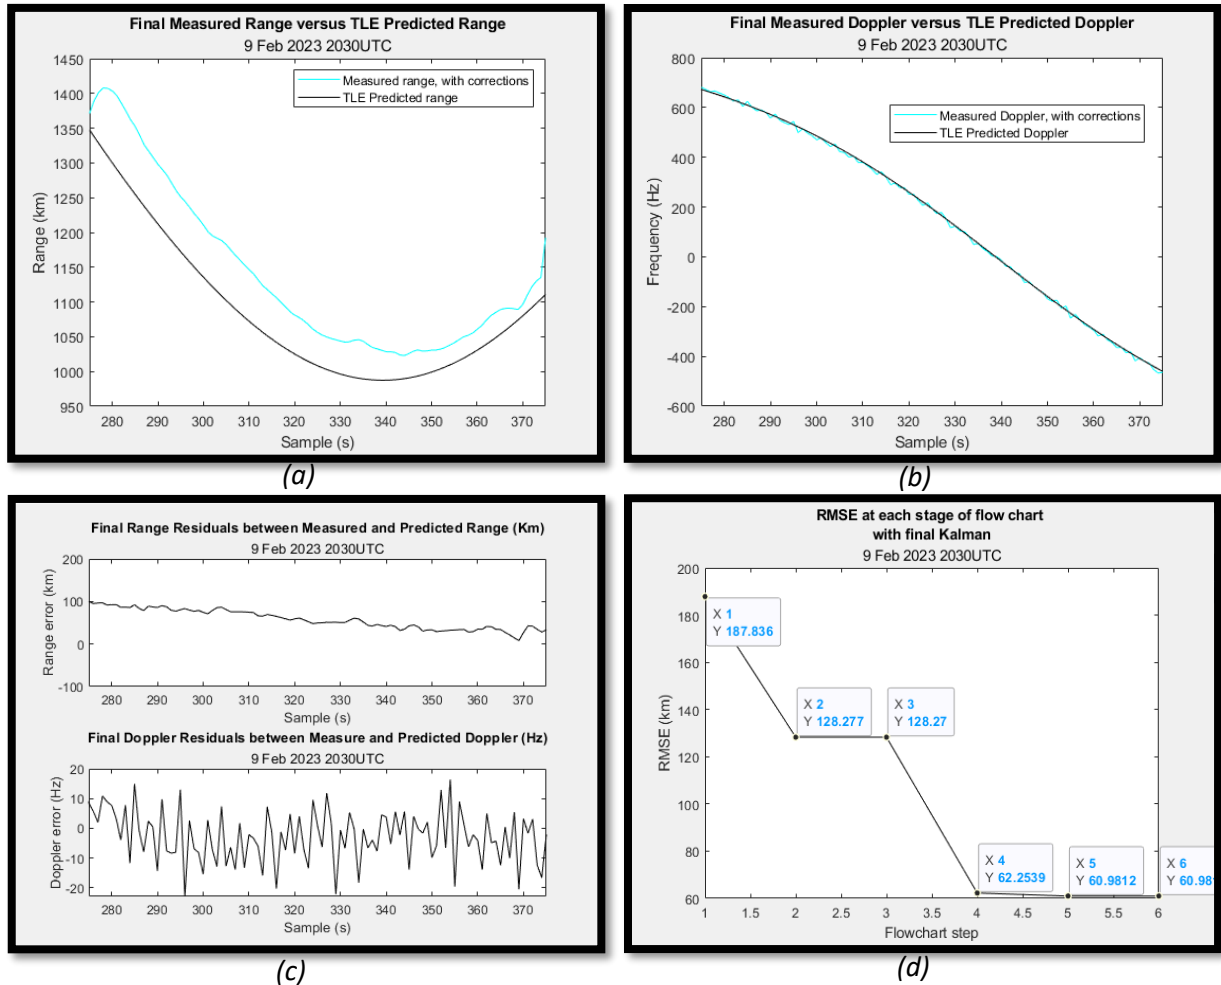 Final Measured Range versus TLE Predicted Range
9 Feb 2023 2030UTC
Measured range, with corrections
TLE Predicted range
Range (km)
1450
1400
1350
1300
1250
1200
1150
1100
1050
1000
950
280 290 300 310 320 330 340 350 360 370
Sample (s)
(a)
Final Measured Doppler versus TLE Predicted Doppler
9 Feb 2023 2030UTC
Measured Doppler, with corrections
TLE Predicted Doppler
Frequency (Hz)
800
600
400
200
0
-200
-400
-600
280 290 300 310 320 330 340 350 360 370
Sample (s)
(b)
Final Range Residuals between Measured and Predicted Range (Km)
9 Feb 2023 2030UTC
Range error (km)
200
100
0
-100
280 290 300 310 320 330 340 350 360 370
Sample (s)
Final Doppler Residuals between Measure and Predicted Doppler (Hz)
9 Feb 2023 2030UTC
Doppler error (Hz)
20
10
0
-10
-20
280 290 300 310 320 330 340 350 360 370
Sample (s)
(c)
RMSE at each stage of flow chart
with final Kalman
9 Feb 2023 2030UTC
RMSE (km)
200
180
160
140
120
100
80
60
X 1
Y 187.836
X 2
Y 128.277
X 3
Y 128.27
X 4
Y 62.2539
X 5
Y 60.9812
X 6
Y 60.981
1 1.5 2 2.5 3 3.5 4 4.5 5 5.5 6
Flowchart step
(d)